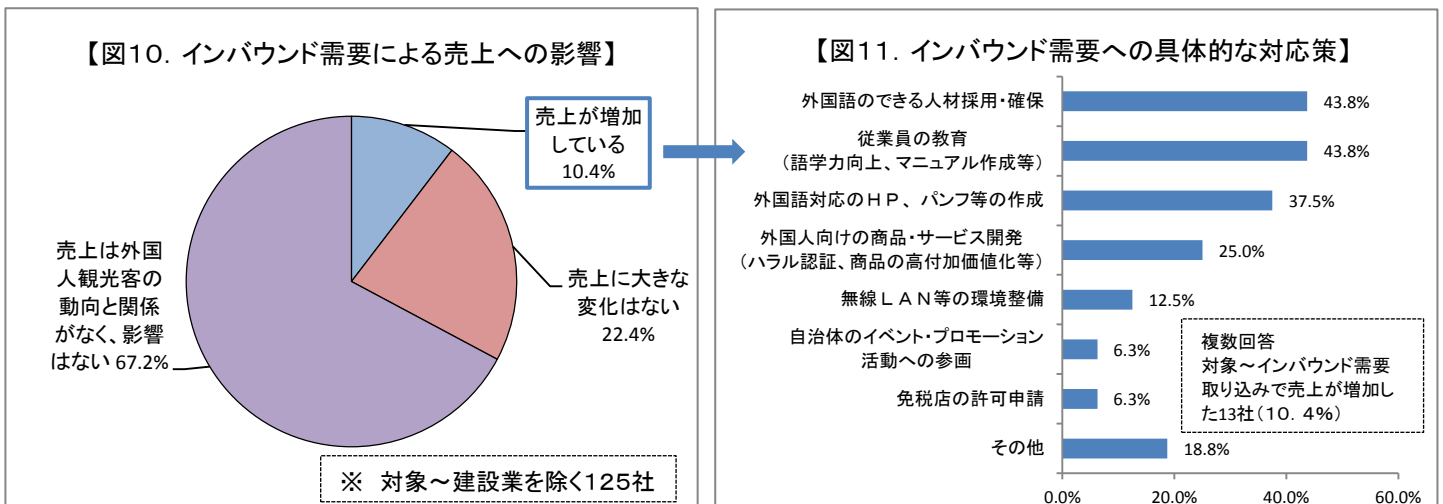 【図10．インバウンド需要による売上への影響】
売上が増加
している
10.4%
売上に大きな
変化はない
22.4%
売上は外国
人観光客の
動向と関係
がなく、影響
はない 67.2%
※　対象～建設業を除く１２５社
【図11．インバウンド需要への具体的な対応策】
外国語のできる人材採用・確保
43.8%
従業員の教育
（語学力向上、マニュアル作成等）
43.8%
外国語対応のＨＰ、パンフ等の作成
37.5%
外国人向けの商品・サービス開発
（ハラル認証、商品の高付加価値化等）
25.0%
無線ＬＡＮ等の環境整備
12.5%
自治体のイベント・プロモーション
活動への参画
6.3%
免税店の許可申請
6.3%
その他
18.8%
複数回答
対象～インバウンド需要
取り込みで売上が増加し
た13社（１０．４％）
0.0%
20.0%
40.0%
60.0%